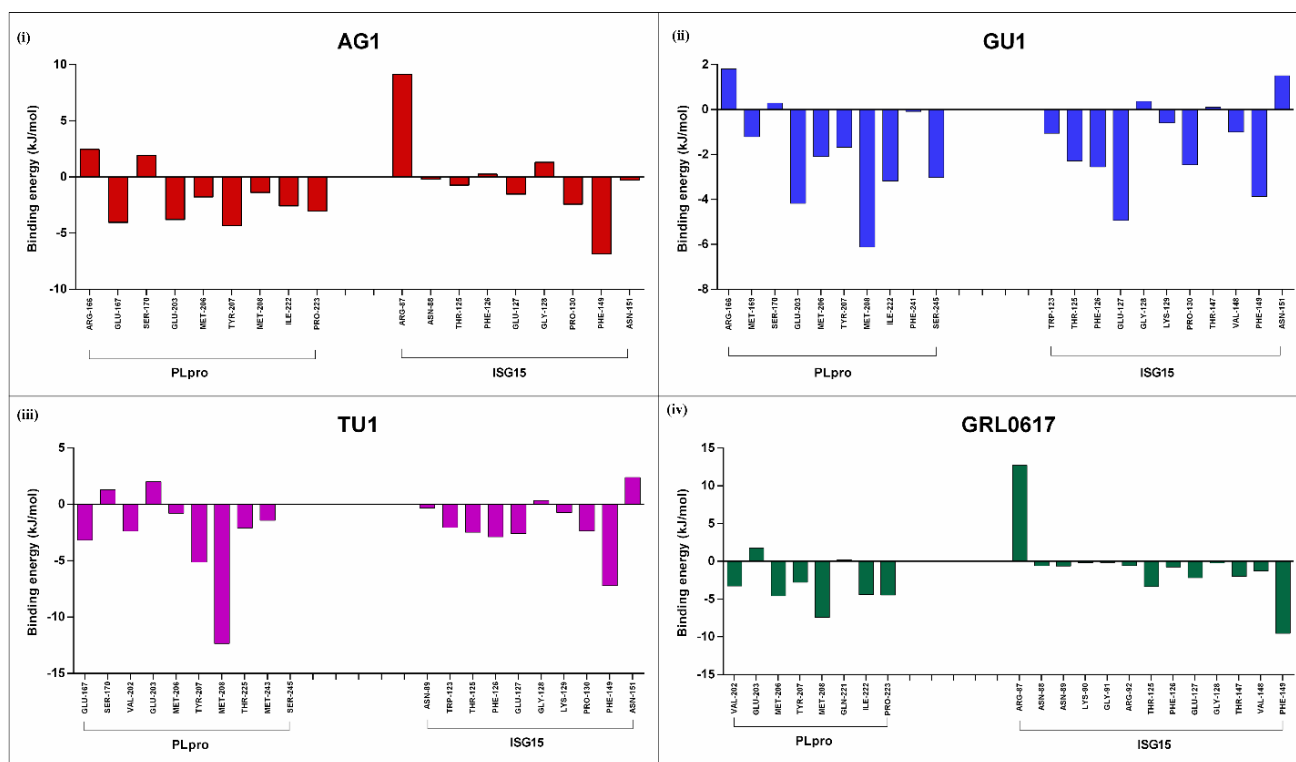 (i)
AG1
Binding energy (kJ/mol)
10
5
0
-5
-10
ARG-166
GLU-167
SER-170
GLU-203
MET-206
TYR-207
MET-208
ILE-222
PRO-223
ARG-87
ASN-88
THR-125
PHE-126
GLU-127
GLY-128
PRO-130
PHE-149
ASN-151
PLpro
ISG15
(ii)
GU1
Binding energy (kJ/mol)
2
0
-2
-4
-6
-8
ARG-166
MET-169
SER-170
GLU-203
MET-206
TYR-207
MET-208
ILE-222
PHE-241
SER-245
TRP-123
THR-125
PHE-126
GLU-127
GLY-128
LYS-129
PRO-130
THR-147
VAL-148
PHE-149
ASN-151
PLpro
ISG15
(iii)
TU1
Binding energy (kJ/mol)
5
0
-5
-10
-15
GLU-167
SER-170
VAL-202
GLU-203
MET-206
TYR-207
MET-208
THR-225
MET-243
SER-245
ASN-89
TRP-123
THR-125
PHE-126
GLU-127
GLY-128
LYS-129
PRO-130
PHE-149
ASN-151
PLpro
ISG15
(iv)
GRL0617
Binding energy (kJ/mol)
15
10
5
0
-5
-10
-15
VAL-202
GLU-203
MET-206
TYR-207
MET-208
GLN-221
ILE-222
PRO-223
ARG-87
ASN-88
ASN-89
LYS-90
GLY-91
ARG-92
THR-125
PHE-126
GLU-127
GLY-128
THR-147
VAL-148
PHE-149
PLpro
ISG15